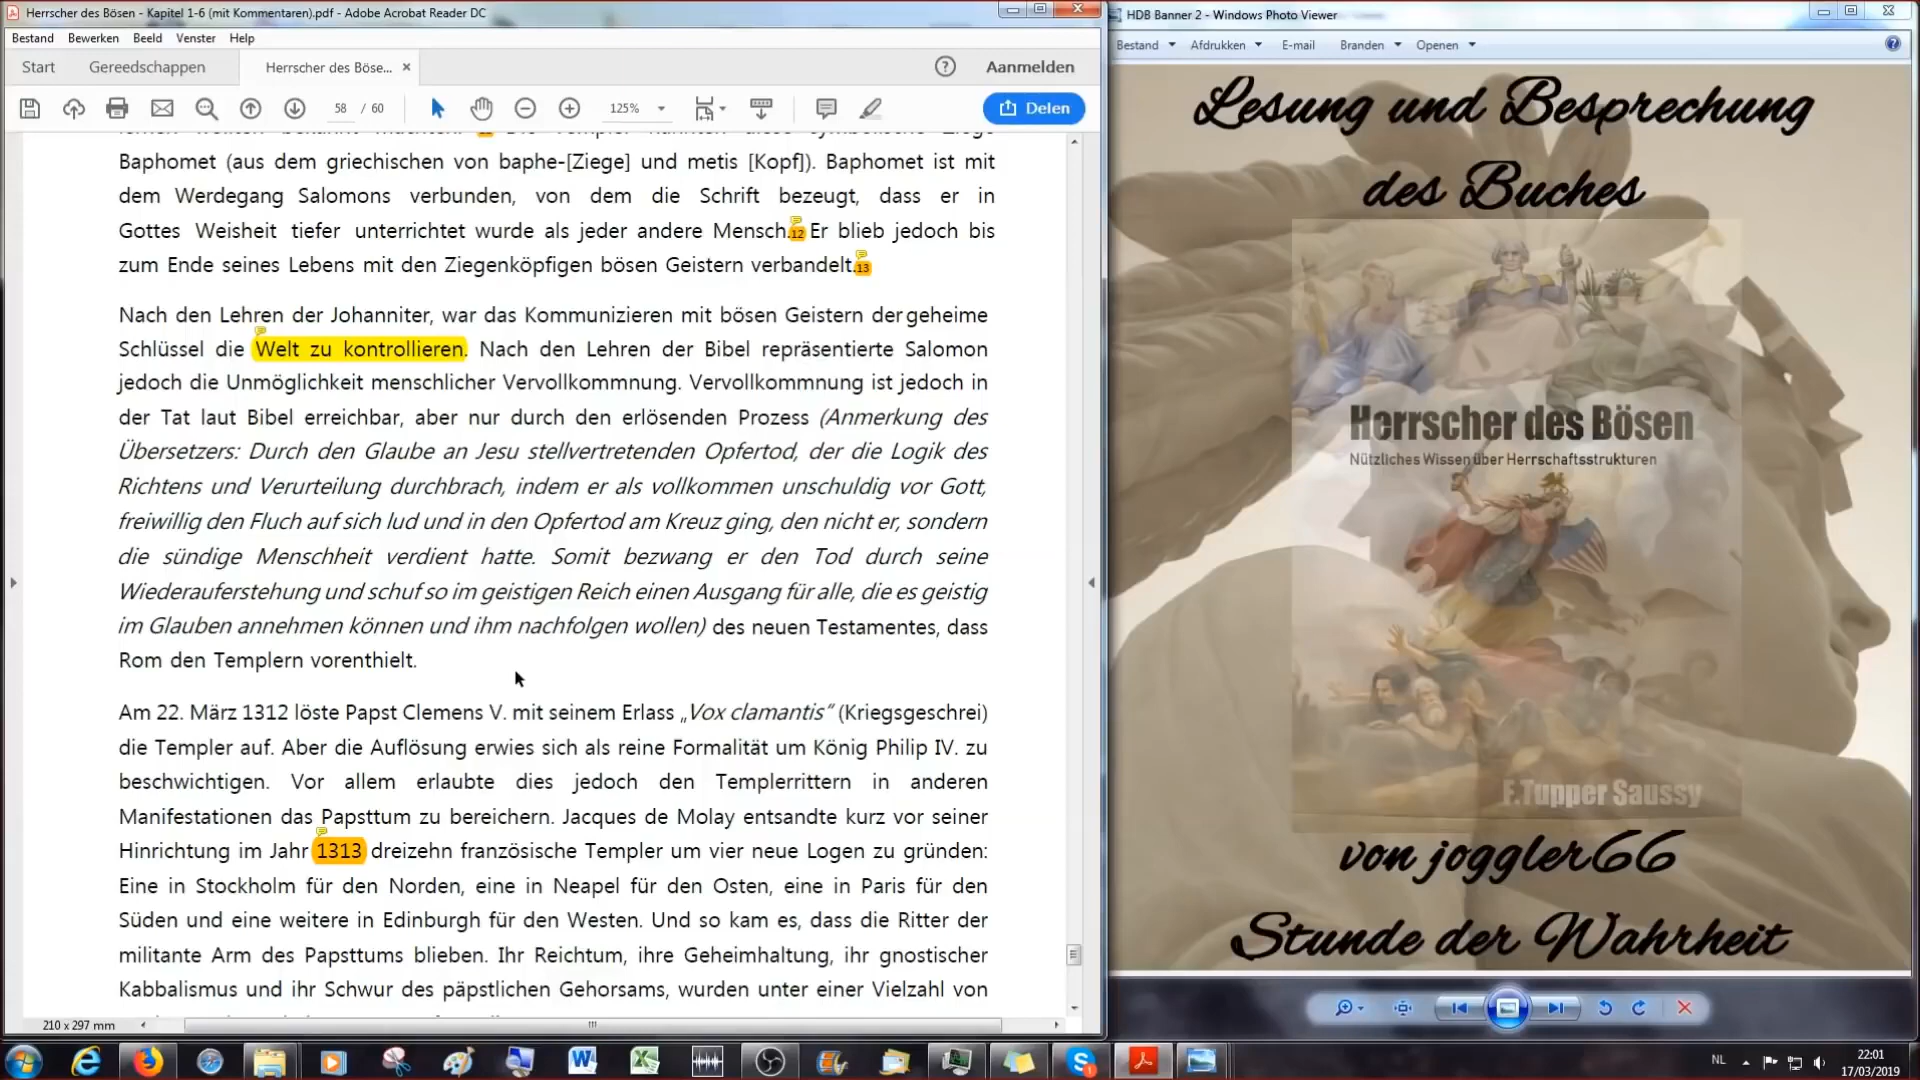 Herrscher des Bösen - Kapitel 1-6 (mit Kommentaren).pdf - Adobe Acrobat Reader DC
Bestand Bewerken Beeld Venster Help
Start Gereedschappen Herrscher des Böse... × Aanmelden
58 / 60 125% Delen
Baphomet (aus dem griechischen von baphe-[Ziege] und metis [Kopf]). Baphomet ist mit
dem Werdegang Salomons verbunden, von dem die Schrift bezeugt, dass er in
Gottes Weisheit tiefer unterrichtet wurde als jeder andere Mensch.12 Er blieb jedoch bis
zum Ende seines Lebens mit den Ziegenköpfigen bösen Geistern verbandelt.13
Nach den Lehren der Johanniter, war das Kommunizieren mit bösen Geistern der geheime
Schlüssel die Welt zu kontrollieren. Nach den Lehren der Bibel repräsentierte Salomon
jedoch die Unmöglichkeit menschlicher Vervollkommnung. Vervollkommnung ist jedoch in
der Tat laut Bibel erreichbar, aber nur durch den erlösenden Prozess (Anmerkung des
Übersetzers: Durch den Glaube an Jesu stellvertretenden Opfertod, der die Logik des
Richtens und Verurteilung durchbrach, indem er als vollkommen unschuldig vor Gott,
freiwillig den Fluch auf sich lud und in den Opfertod am Kreuz ging, den nicht er, sondern
die sündige Menschheit verdient hatte. Somit bezwang er den Tod durch seine
Wiederauferstehung und schuf so im geistigen Reich einen Ausgang für alle, die es geistig
im Glauben annehmen können und ihm nachfolgen wollen) des neuen Testamentes, dass
Rom den Templern vorenthielt.
Am 22. März 1312 löste Papst Clemens V. mit seinem Erlass „Vox clamantis“ (Kriegsgeschrei)
die Templer auf. Aber die Auflösung erwies sich als reine Formalität um König Philip IV. zu
beschwichtigen. Vor allem erlaubte dies jedoch den Templerrittern in anderen
Manifestationen das Papsttum zu bereichern. Jacques de Molay entsandte kurz vor seiner
Hinrichtung im Jahr 1313 dreizehn französische Templer um vier neue Logen zu gründen:
Eine in Stockholm für den Norden, eine in Neapel für den Osten, eine in Paris für den
Süden und eine weitere in Edinburgh für den Westen. Und so kam es, dass die Ritter der
militante Arm des Papsttums blieben. Ihr Reichtum, ihre Geheimhaltung, ihr gnostischer
Kabbalismus und ihr Schwur des päpstlichen Gehorsams, wurden unter einer Vielzahl von
210 x 297 mm
HDB Banner 2 - Windows Photo Viewer
Bestand Afdrukken E-mail Branden Openen
Lesung und Besprechung
des Buches
Herrscher des Bösen
Nützliches Wissen über Herrschaftsstrukturen
F.Tupper Saussy
von joggler66
Stunde der Wahrheit
NL 22:01
17/03/2019